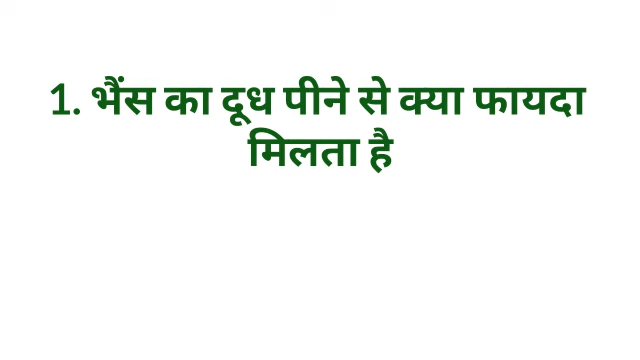 1. भैंस का दूध पीने से क्या फायदा
मिलता है